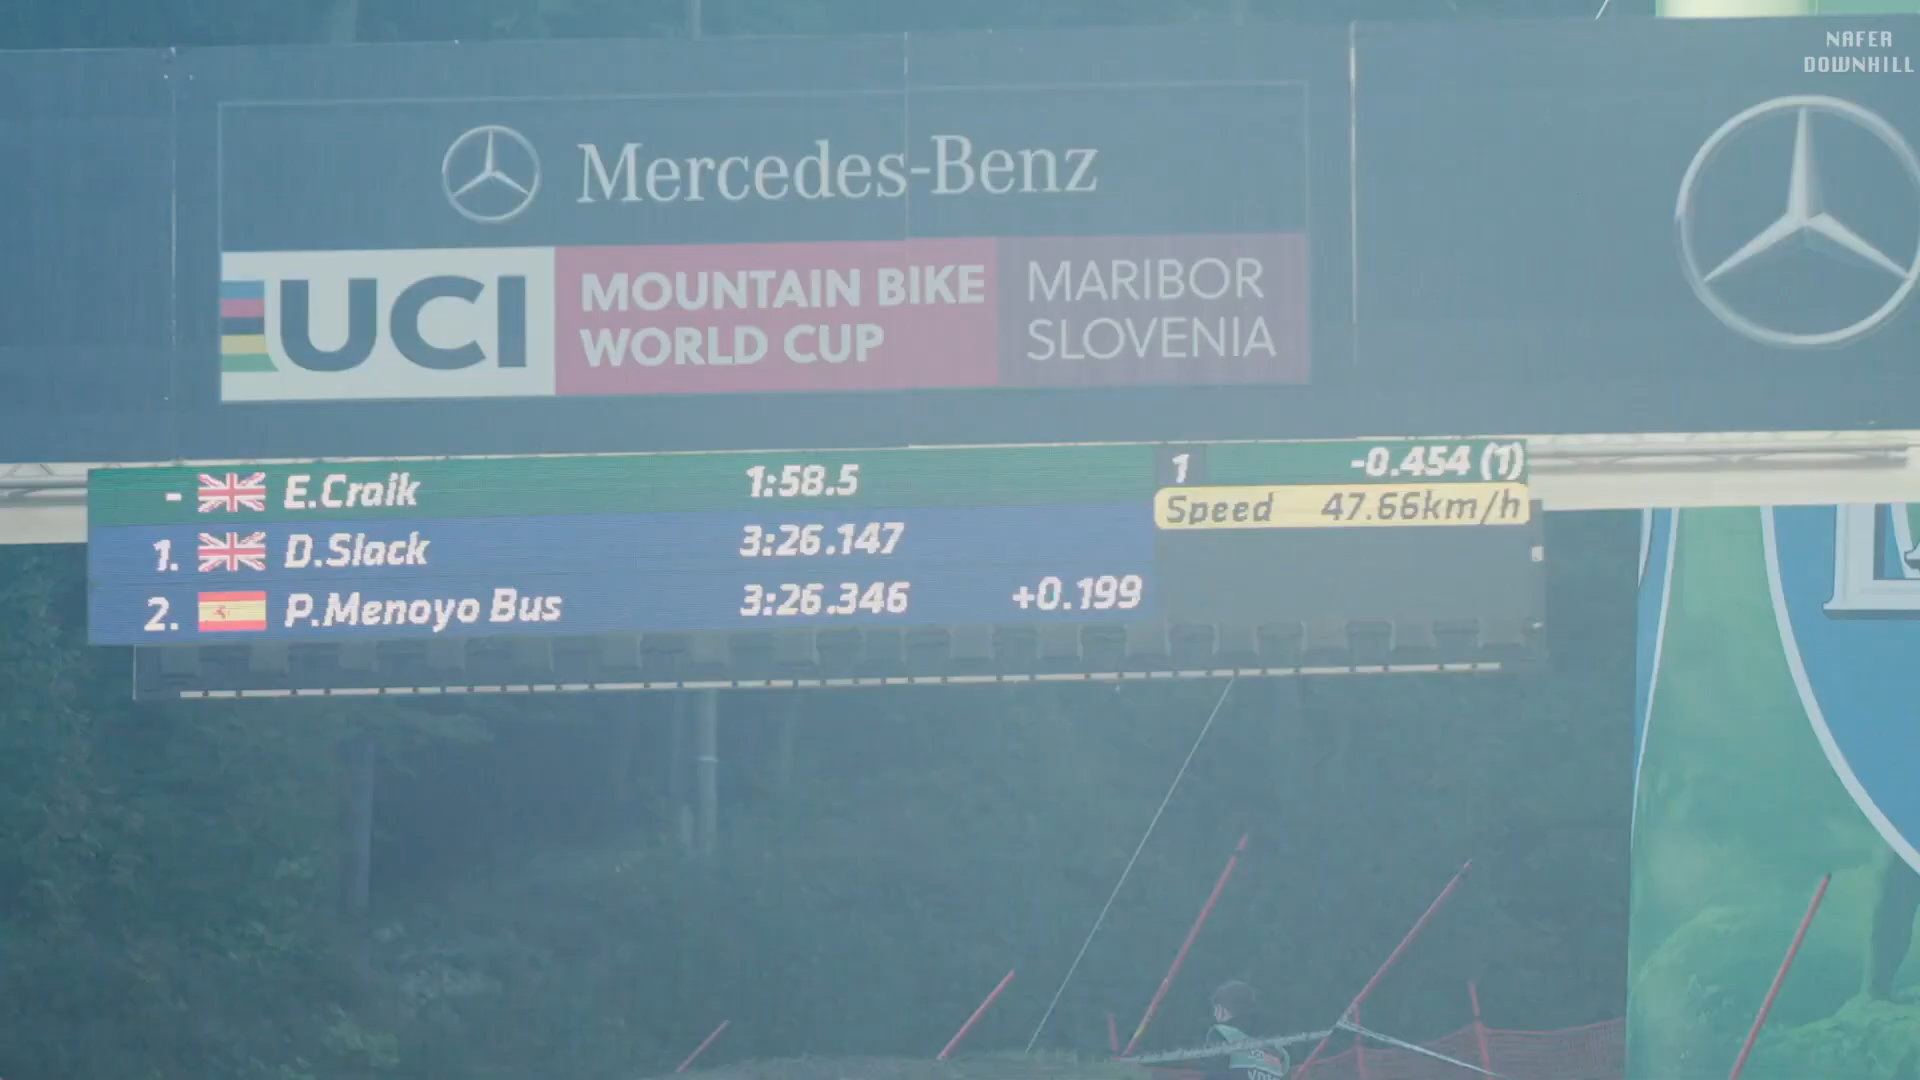 NAFER
DOWNHILL
Mercedes-Benz
UCI
MOUNTAIN BIKE
WORLD CUP
MARIBOR
SLOVENIA
- E.Craik 1:58.5 1 -0.454 (1)
Speed 47.66km/h
1. D.Slack 3:26.147
2. P.Menoyo Bus 3:26.346 +0.199